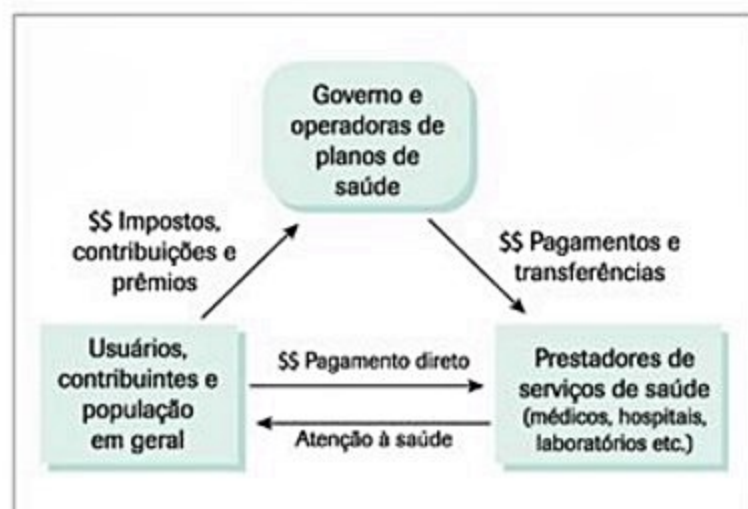 Governo e
operadoras de
planos de
saúde
$$ Impostos,
contribuições e
prêmios
$$ Pagamentos e
transferências
Usuários,
contribuintes e
população
em geral
$$ Pagamento direto
Atenção à saúde
Prestadores de
serviços de saúde
(médicos, hospitais,
laboratórios etc.)